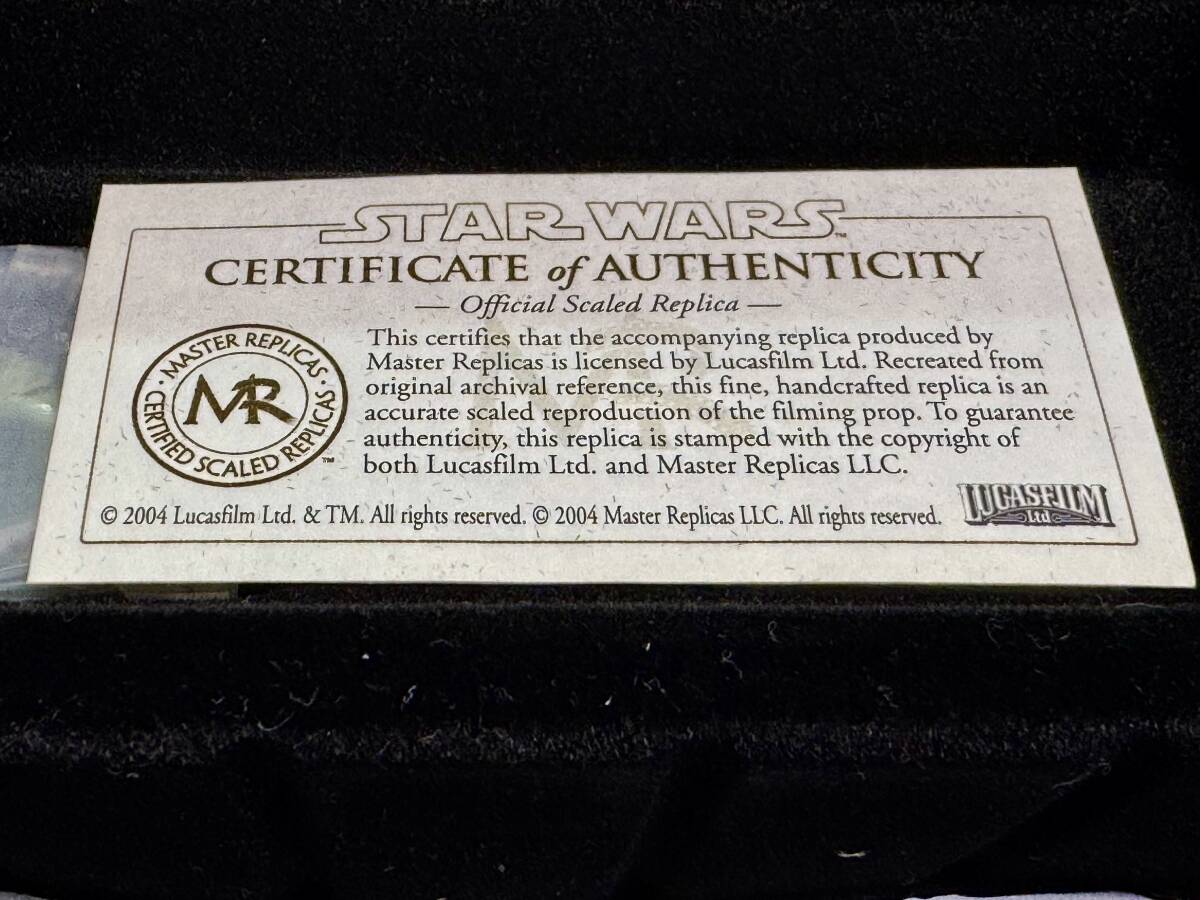 STAR WARS™
CERTIFICATE of AUTHENTICITY
— Official Scaled Replica —
MASTER REPLICAS · CERTIFIED SCALED REPLICAS ·
MR
™
This certifies that the accompanying replica produced by
Master Replicas is licensed by Lucasfilm Ltd. Recreated from
original archival reference, this fine, handcrafted replica is an
accurate scaled reproduction of the filming prop. To guarantee
authenticity, this replica is stamped with the copyright of
both Lucasfilm Ltd. and Master Replicas LLC.
© 2004 Lucasfilm Ltd. & TM. All rights reserved. © 2004 Master Replicas LLC. All rights reserved.
LUCASFILM
Ltd